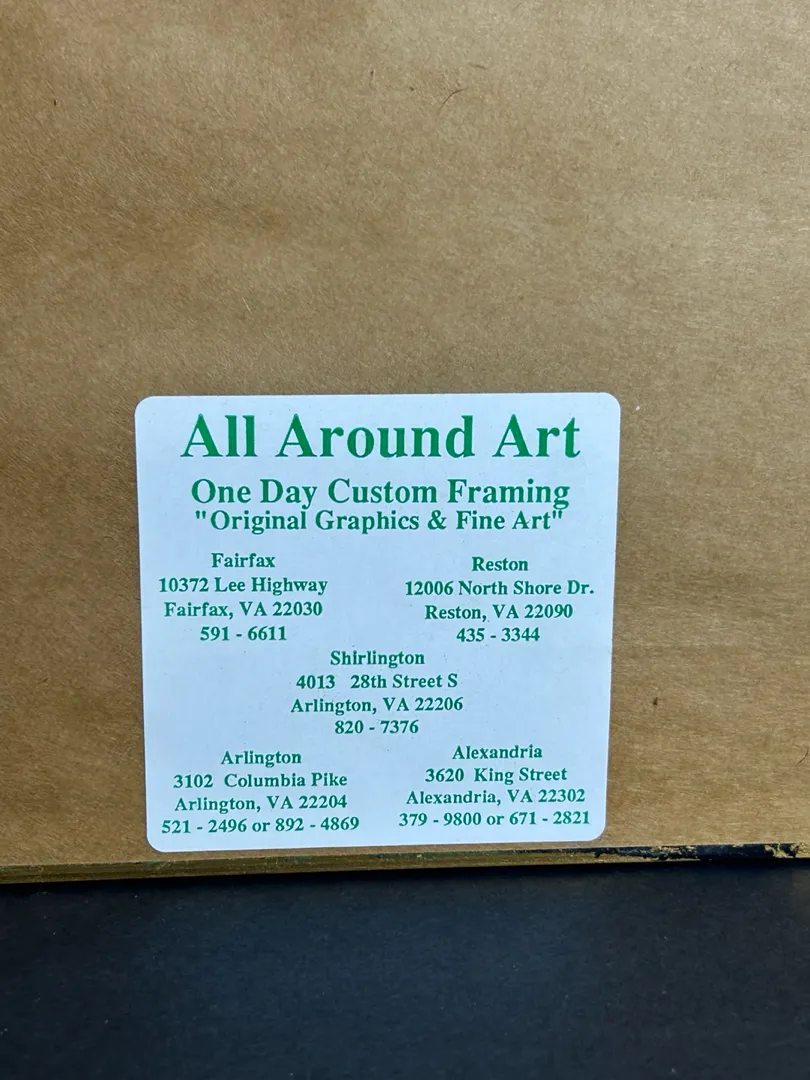 All Around Art
One Day Custom Framing
"Original Graphics & Fine Art"
Fairfax
10372 Lee Highway
Fairfax, VA 22030
591 - 6611
Reston
12006 North Shore Dr.
Reston, VA 22090
435 - 3344
Shirlington
4013 28th Street S
Arlington, VA 22206
820 - 7376
Arlington
3102 Columbia Pike
Arlington, VA 22204
521 - 2496 or 892 - 4869
Alexandria
3620 King Street
Alexandria, VA 22302
379 - 9800 or 671 - 2821